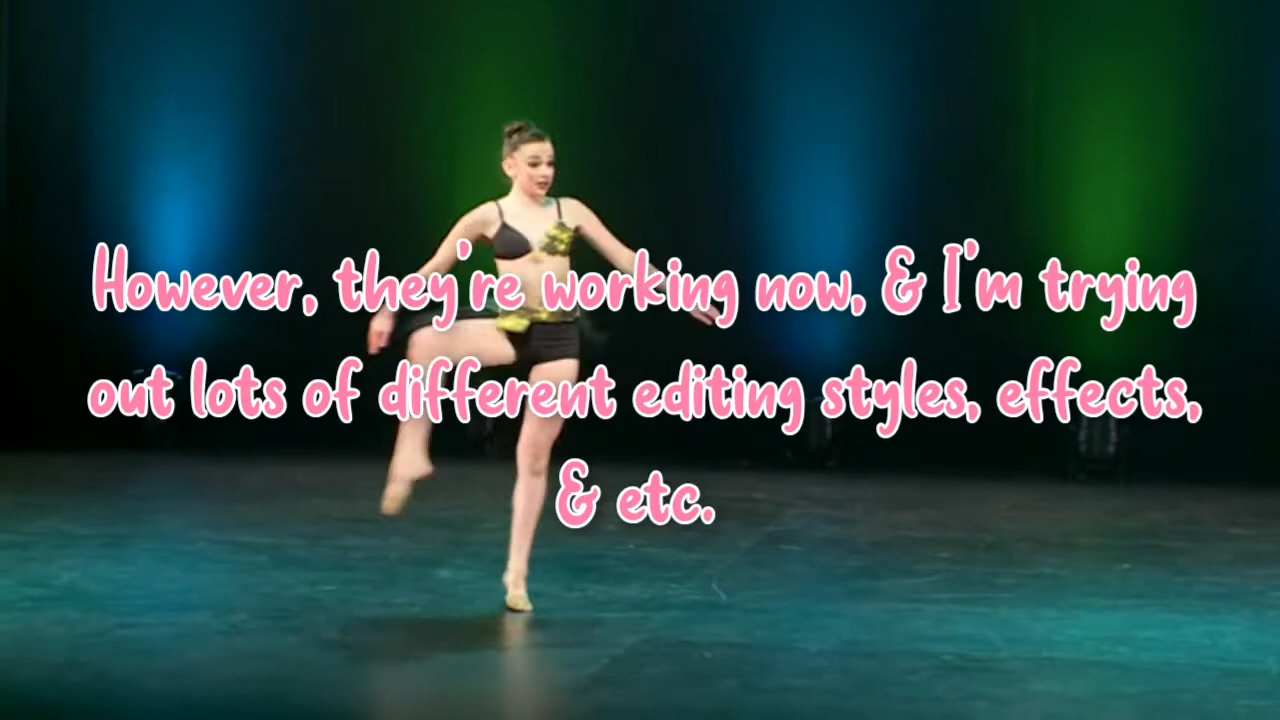 However, they're working now, & I'm trying
out lots of different editing styles, effects,
& etc.